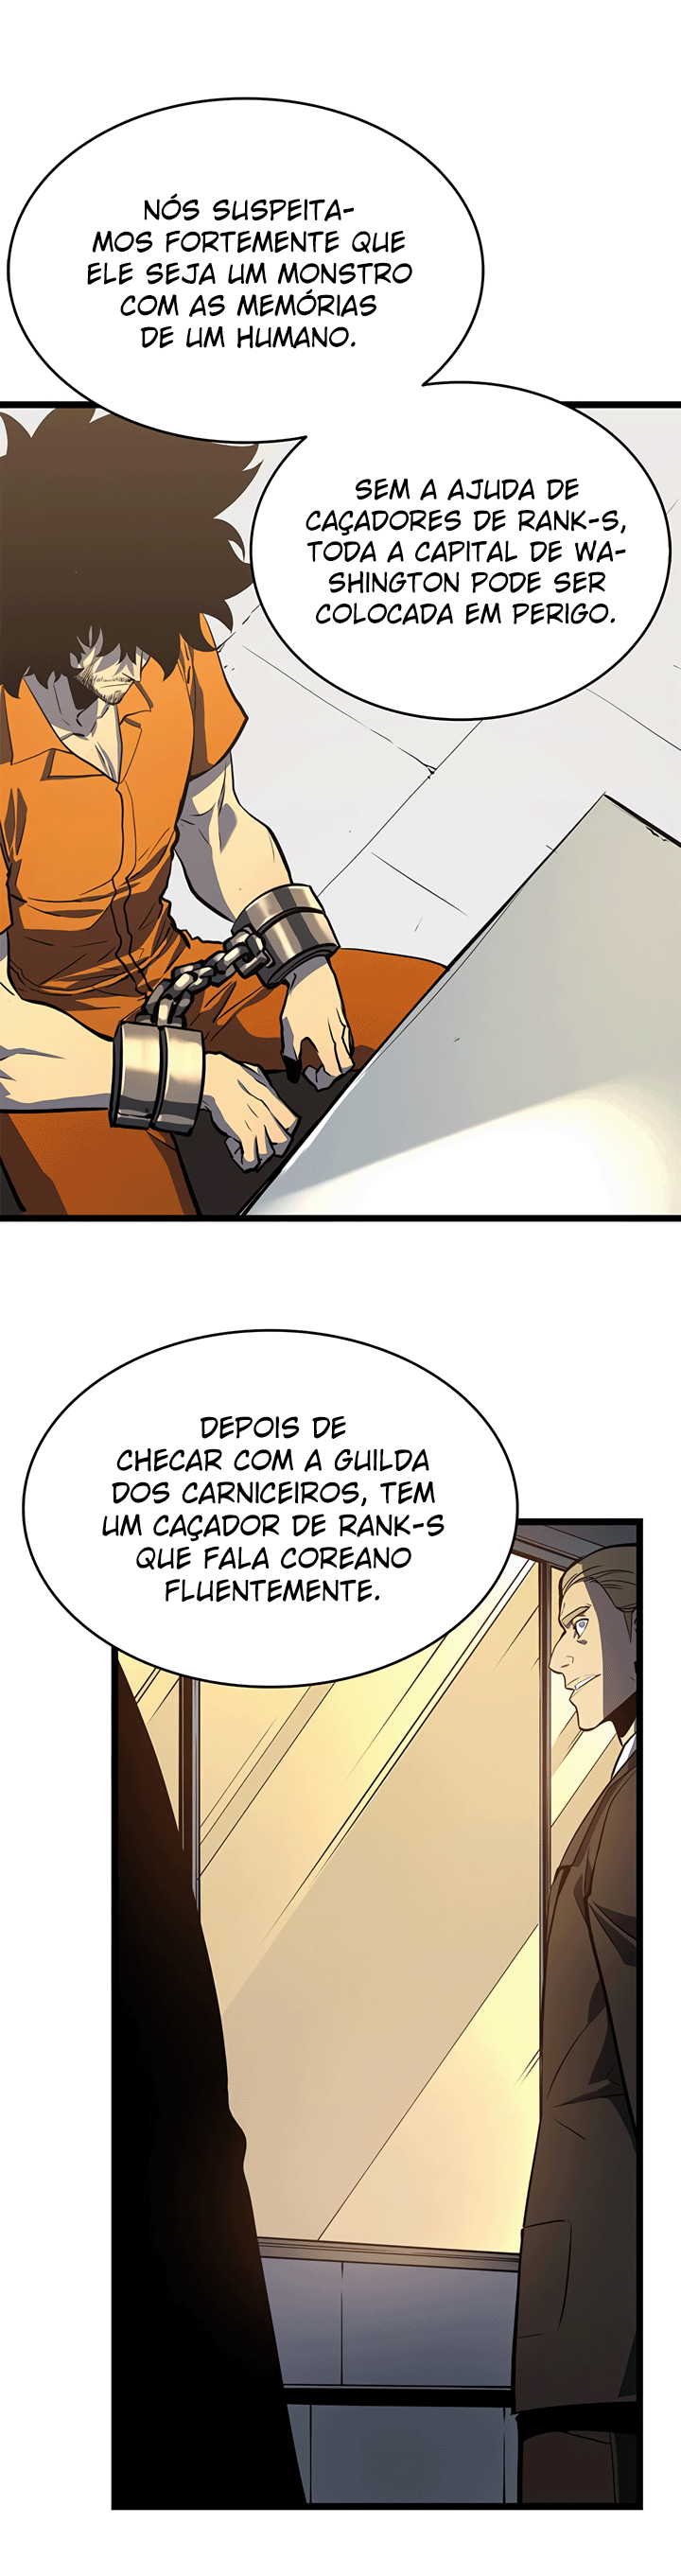 NÓS SUSPEITA-
MOS FORTEMENTE QUE
ELE SEJA UM MONSTRO
COM AS MEMÓRIAS
DE UM HUMANO.
SEM A AJUDA DE
CAÇADORES DE RANK-S,
TODA A CAPITAL DE WA-
SHINGTON PODE SER
COLOCADA EM PERIGO.
DEPOIS DE
CHECAR COM A GUILDA
DOS CARNICEIROS, TEM
UM CAÇADOR DE RANK-S
QUE FALA COREANO
FLUENTEMENTE.